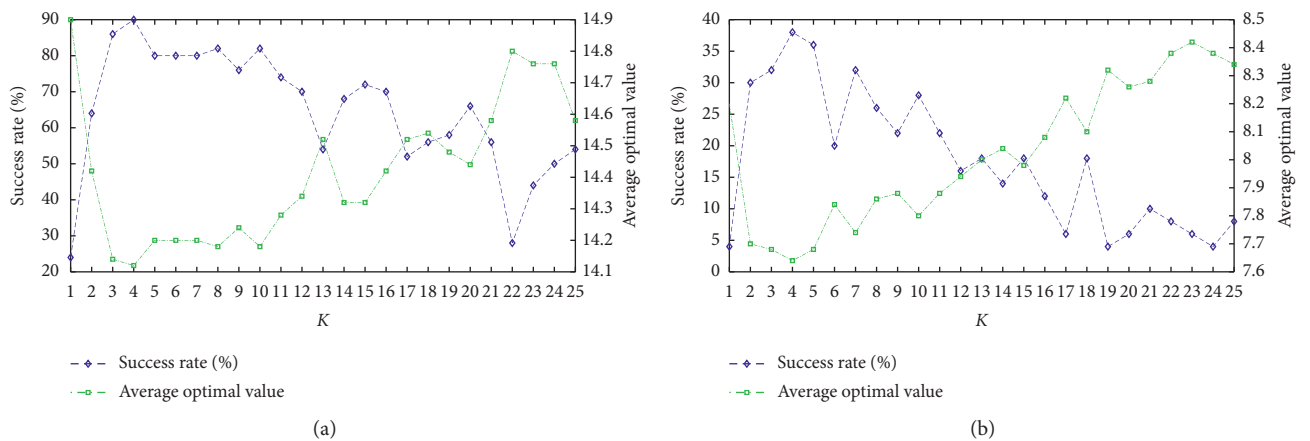 90
80
70
60
50
40
30
20
Success rate (%)
14.9
14.8
14.7
14.6
14.5
14.4
14.3
14.2
14.1
Average optimal value
1 2 3 4 5 6 7 8 9 10 11 12 13 14 15 16 17 18 19 20 21 22 23 24 25
K
Success rate (%)
Average optimal value
(a)
40
35
30
25
20
15
10
5
0
Success rate (%)
8.5
8.4
8.3
8.2
8.1
8
7.9
7.8
7.7
7.6
Average optimal value
1 2 3 4 5 6 7 8 9 10 11 12 13 14 15 16 17 18 19 20 21 22 23 24 25
K
Success rate (%)
Average optimal value
(b)